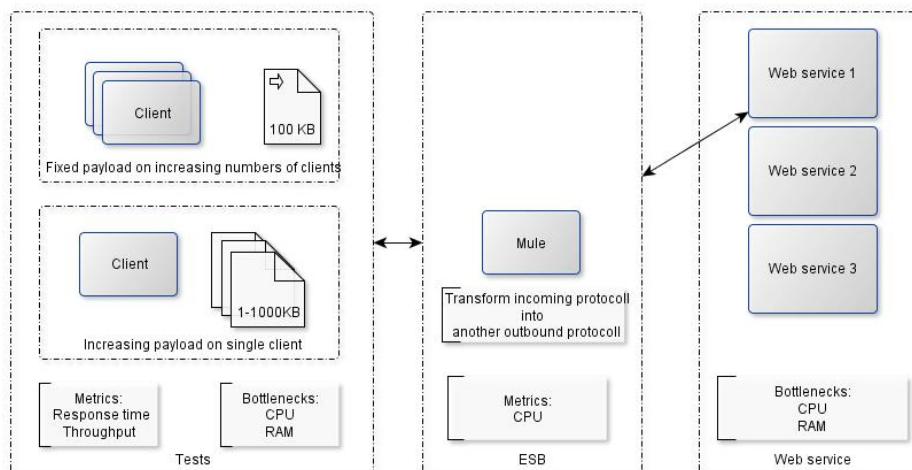 Client
100 KB
Fixed payload on increasing numbers of clients
Client
1-1000KB
Increasing payload on single client
Metrics:
Response time
Throughput
Bottlenecks:
CPU
RAM
Tests
Mule
Transform incoming protocoll
into
another outbound protocoll
Metrics:
CPU
ESB
Web service 1
Web service 2
Web service 3
Bottlenecks:
CPU
RAM
Web service